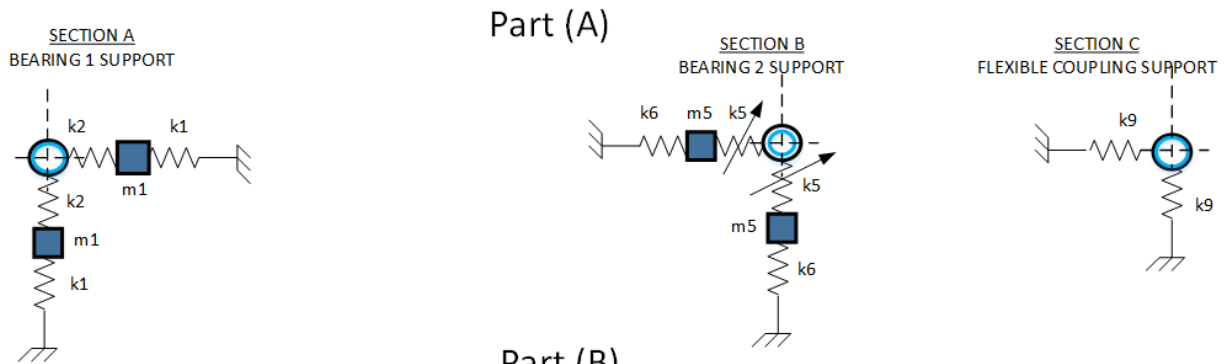 Part (A)
SECTION A
BEARING 1 SUPPORT
k2
k1
m1
k2
m1
k1
SECTION B
BEARING 2 SUPPORT
k6
m5
k5
k5
m5
k6
SECTION C
FLEXIBLE COUPLING SUPPORT
k9
k9
Part (B)